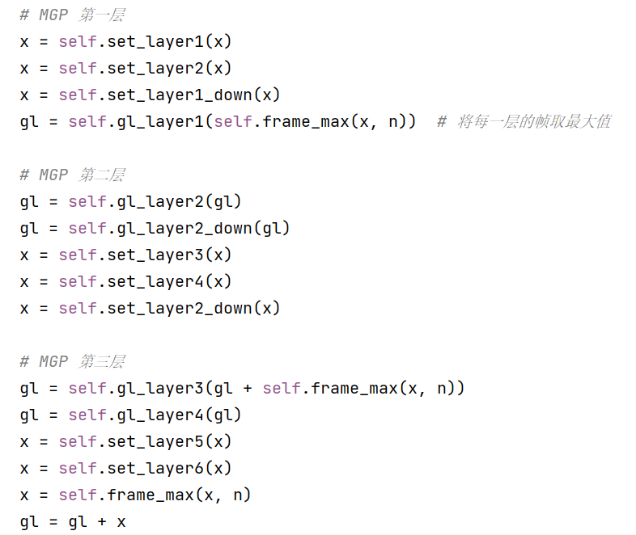 # MGP 第一层
x = self.set_layer1(x)
x = self.set_layer2(x)
x = self.set_layer1_down(x)
gl = self.gl_layer1(self.frame_max(x, n))  # 将每一层的帧取最大值
# MGP 第二层
gl = self.gl_layer2(gl)
gl = self.gl_layer2_down(gl)
x = self.set_layer3(x)
x = self.set_layer4(x)
x = self.set_layer2_down(x)
# MGP 第三层
gl = self.gl_layer3(gl + self.frame_max(x, n))
gl = self.gl_layer4(gl)
x = self.set_layer5(x)
x = self.set_layer6(x)
x = self.frame_max(x, n)
gl = gl + x